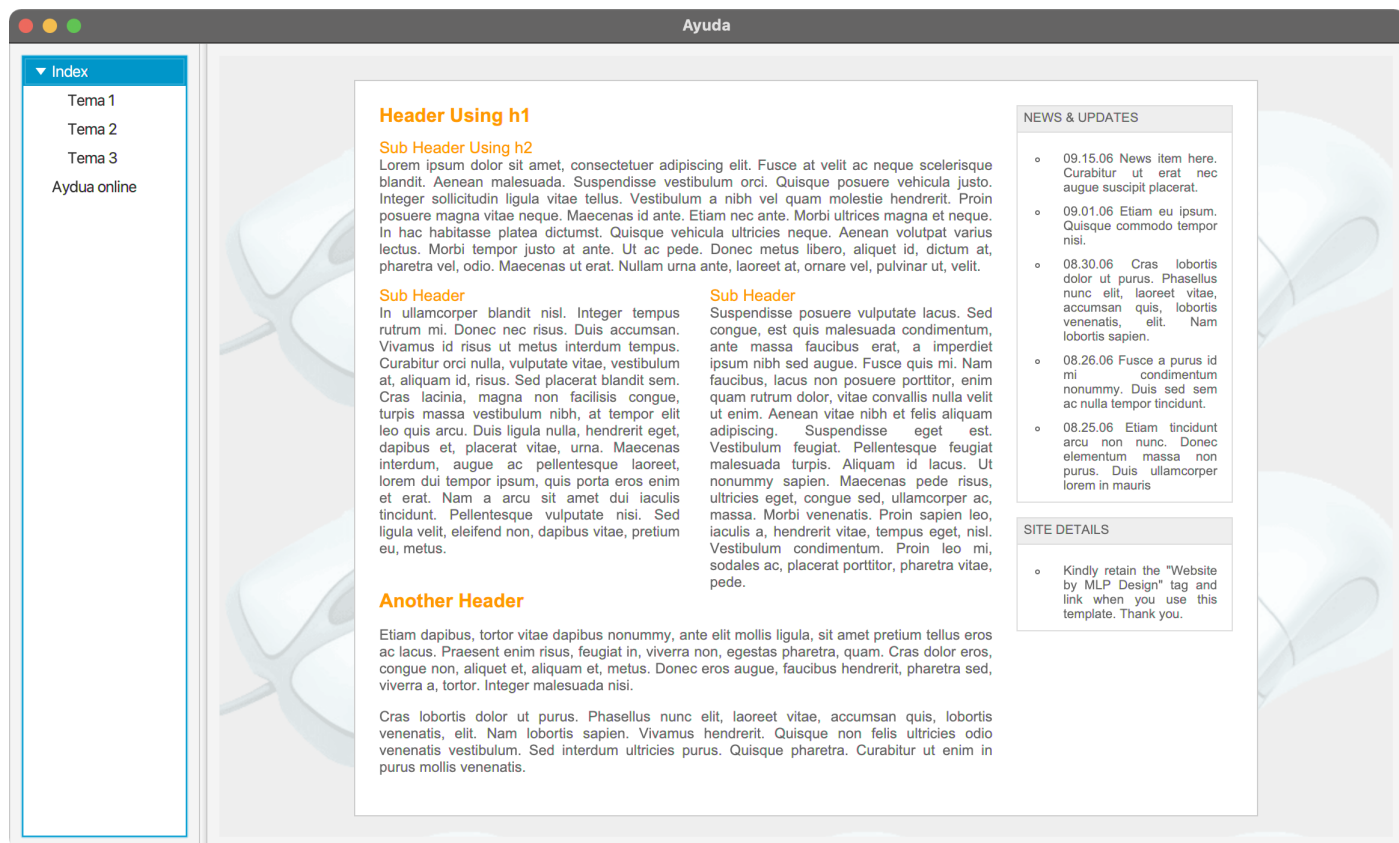 Ayuda
Index
Tema 1
Tema 2
Tema 3
Aydua online
Header Using h1
Sub Header Using h2
Lorem ipsum dolor sit amet, consectetuer adipiscing elit. Fusce at velit ac neque scelerisque
blandit. Aenean malesuada. Suspendisse vestibulum orci. Quisque posuere vehicula justo.
Integer sollicitudin ligula vitae tellus. Vestibulum a nibh vel quam molestie hendrerit. Proin
posuere magna vitae neque. Maecenas id ante. Etiam nec ante. Morbi ultrices magna et neque.
In hac habitasse platea dictumst. Quisque vehicula ultricies neque. Aenean volutpat varius
lectus. Morbi tempor justo at ante. Ut ac pede. Donec metus libero, aliquet id, dictum at,
pharetra vel, odio. Maecenas ut erat. Nullam urna ante, laoreet at, ornare vel, pulvinar ut, velit.
Sub Header
In ullamcorper blandit nisl. Integer tempus
rutrum mi. Donec nec risus. Duis accumsan.
Vivamus id risus ut metus interdum tempus.
Curabitur orci nulla, vulputate vitae, vestibulum
at, aliquam id, risus. Sed placerat blandit sem.
Cras lacinia, magna non facilisis congue,
turpis massa vestibulum nibh, at tempor elit
leo quis arcu. Duis ligula nulla, hendrerit eget,
dapibus et, placerat vitae, urna. Maecenas
interdum, augue ac pellentesque laoreet,
lorem dui tempor ipsum, quis porta eros enim
et erat. Nam a arcu sit amet dui iaculis
tincidunt. Pellentesque vulputate nisi. Sed
ligula velit, eleifend non, dapibus vitae, pretium
eu, metus.
Sub Header
Suspendisse posuere vulputate lacus. Sed
congue, est quis malesuada condimentum,
ante massa faucibus erat, a imperdiet
ipsum nibh sed augue. Fusce quis mi. Nam
faucibus, lacus non posuere porttitor, enim
quam rutrum dolor, vitae convallis nulla velit
ut enim. Aenean vitae nibh et felis aliquam
adipiscing. Suspendisse eget est.
Vestibulum feugiat. Pellentesque feugiat
malesuada turpis. Aliquam id lacus. Ut
nonummy sapien. Maecenas pede risus,
ultricies eget, congue sed, ullamcorper ac,
massa. Morbi venenatis. Proin sapien leo,
iaculis a, hendrerit vitae, tempus eget, nisl.
Vestibulum condimentum. Proin leo mi,
sodales ac, placerat porttitor, pharetra vitae,
pede.
Another Header
Etiam dapibus, tortor vitae dapibus nonummy, ante elit mollis ligula, sit amet pretium tellus eros
ac lacus. Praesent enim risus, feugiat in, viverra non, egestas pharetra, quam. Cras dolor eros,
congue non, aliquet et, aliquam et, metus. Donec eros augue, faucibus hendrerit, pharetra sed,
viverra a, tortor. Integer malesuada nisi.
Cras lobortis dolor ut purus. Phasellus nunc elit, laoreet vitae, accumsan quis, lobortis
venenatis, elit. Nam lobortis sapien. Vivamus hendrerit. Quisque non felis ultricies odio
venenatis vestibulum. Sed interdum ultricies purus. Quisque pharetra. Curabitur ut enim in
purus mollis venenatis.
NEWS & UPDATES
09.15.06 News item here.
Curabitur ut erat nec
augue suscipit placerat.
09.01.06 Etiam eu ipsum.
Quisque commodo tempor
nisi.
08.30.06 Cras lobortis
dolor ut purus. Phasellus
nunc elit, laoreet vitae,
accumsan quis, lobortis
venenatis, elit. Nam
lobortis sapien.
08.26.06 Fusce a purus id
mi condimentum
nonummy. Duis sed sem
ac nulla tempor tincidunt.
08.25.06 Etiam tincidunt
arcu non nunc. Donec
elementum massa non
purus. Duis ullamcorper
lorem in mauris
SITE DETAILS
Kindly retain the "Website
by MLP Design" tag and
link when you use this
template. Thank you.